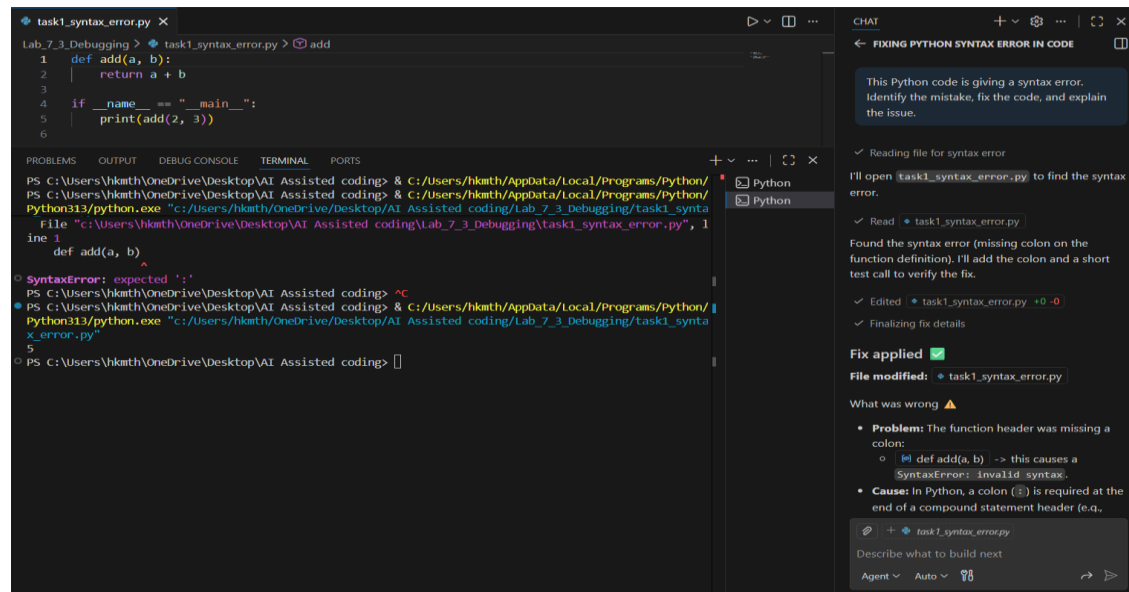 task1_syntax_error.py
Lab_7_3_Debugging > task1_syntax_error.py > add
1 def add(a, b):
2 return a + b
3
4 if __name__ == "__main__":
5 print(add(2, 3))
6
PROBLEMS OUTPUT DEBUG CONSOLE TERMINAL PORTS
PS C:\Users\hkmth\OneDrive\Desktop\AI Assisted coding> & C:/Users/hkmth/AppData/Local/Programs/Python/
PS C:\Users\hkmth\OneDrive\Desktop\AI Assisted coding> & C:/Users/hkmth/AppData/Local/Programs/Python/
Python313/python.exe "c:/Users/hkmth/OneDrive/Desktop/AI Assisted coding/Lab_7_3_Debugging/task1_synta
File "c:\Users\hkmth\OneDrive\Desktop\AI Assisted coding\Lab_7_3_Debugging\task1_syntax_error.py", l
ine 1
def add(a, b)
^
SyntaxError: expected ':'
PS C:\Users\hkmth\OneDrive\Desktop\AI Assisted coding> ^C
PS C:\Users\hkmth\OneDrive\Desktop\AI Assisted coding> & C:/Users/hkmth/AppData/Local/Programs/Python/
Python313/python.exe "c:/Users/hkmth/OneDrive/Desktop/AI Assisted coding/Lab_7_3_Debugging/task1_synta
x_error.py"
5
PS C:\Users\hkmth\OneDrive\Desktop\AI Assisted coding>
Python
Python
CHAT
FIXING PYTHON SYNTAX ERROR IN CODE
This Python code is giving a syntax error.
Identify the mistake, fix the code, and explain
the issue.
Reading file for syntax error
I'll open task1_syntax_error.py to find the syntax
error.
Read task1_syntax_error.py
Found the syntax error (missing colon on the
function definition). I'll add the colon and a short
test call to verify the fix.
Edited task1_syntax_error.py +0 -0
Finalizing fix details
Fix applied ✅
File modified: task1_syntax_error.py
What was wrong ⚠️
• Problem: The function header was missing a
colon:
def add(a, b) -> this causes a
SyntaxError: invalid syntax.
• Cause: In Python, a colon (:) is required at the
end of a compound statement header (e.g.,
task1_syntax_error.py
Describe what to build next
Agent Auto